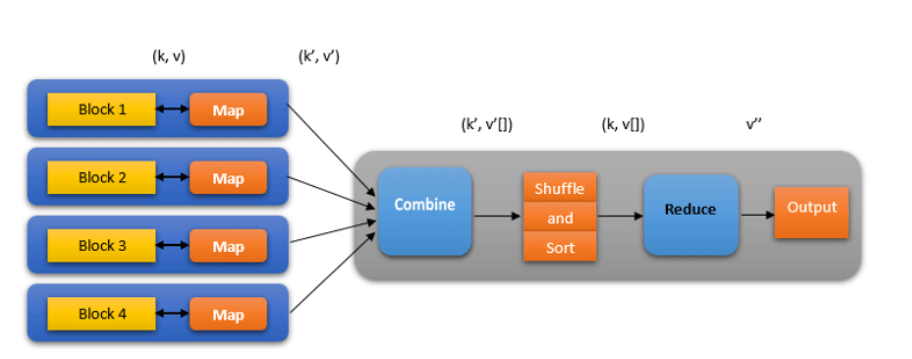 (k, v)
(k’, v’)
Block 1
Map
Block 2
Map
Block 3
Map
Block 4
Map
(k’, v’[])
(k, v[])
v’’
Combine
Shuffle
and
Sort
Reduce
Output